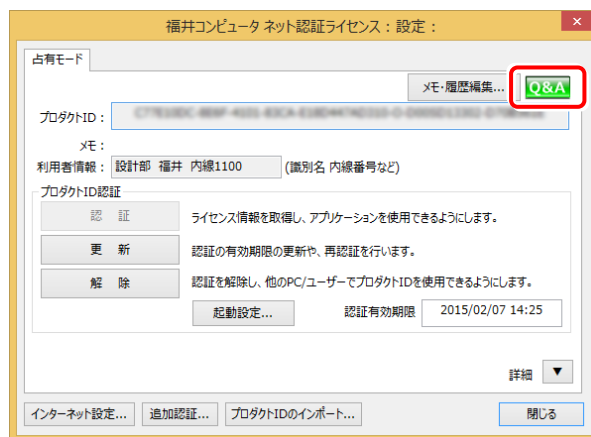 福井コンピュータ ネット認証ライセンス：設定：
占有モード
メモ・履歴編集...
Q&A
プロダクトID：
メモ：
利用者情報： 設計部 福井 内線1100 (識別名 内線番号など)
プロダクトID認証
認 証 ライセンス情報を取得し、アプリケーションを使用できるようにします。
更 新 認証の有効期限の更新や、再認証を行います。
解 除 認証を解除し、他のPC/ユーザーでプロダクトIDを使用できるようにします。
起動設定... 認証有効期限 2015/02/07 14:25
詳細 ▼
インターネット設定... 追加認証... プロダクトIDのインポート... 閉じる